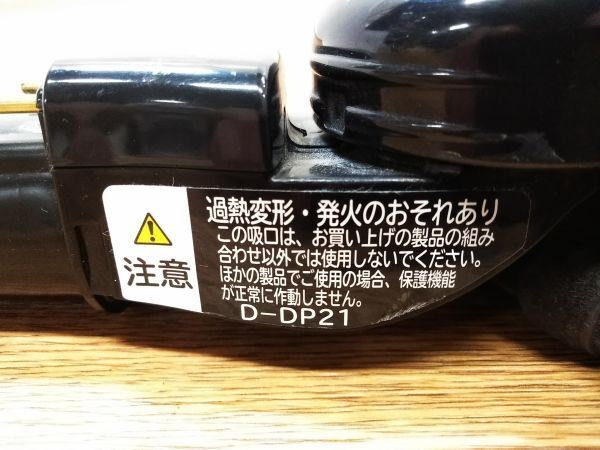 注意
過熱変形・発火のおそれあり
この吸口は、お買い上げの製品の組み
合わせ以外では使用しないでください。
ほかの製品でご使用の場合、保護機能
が正常に作動しません。
D-DP21